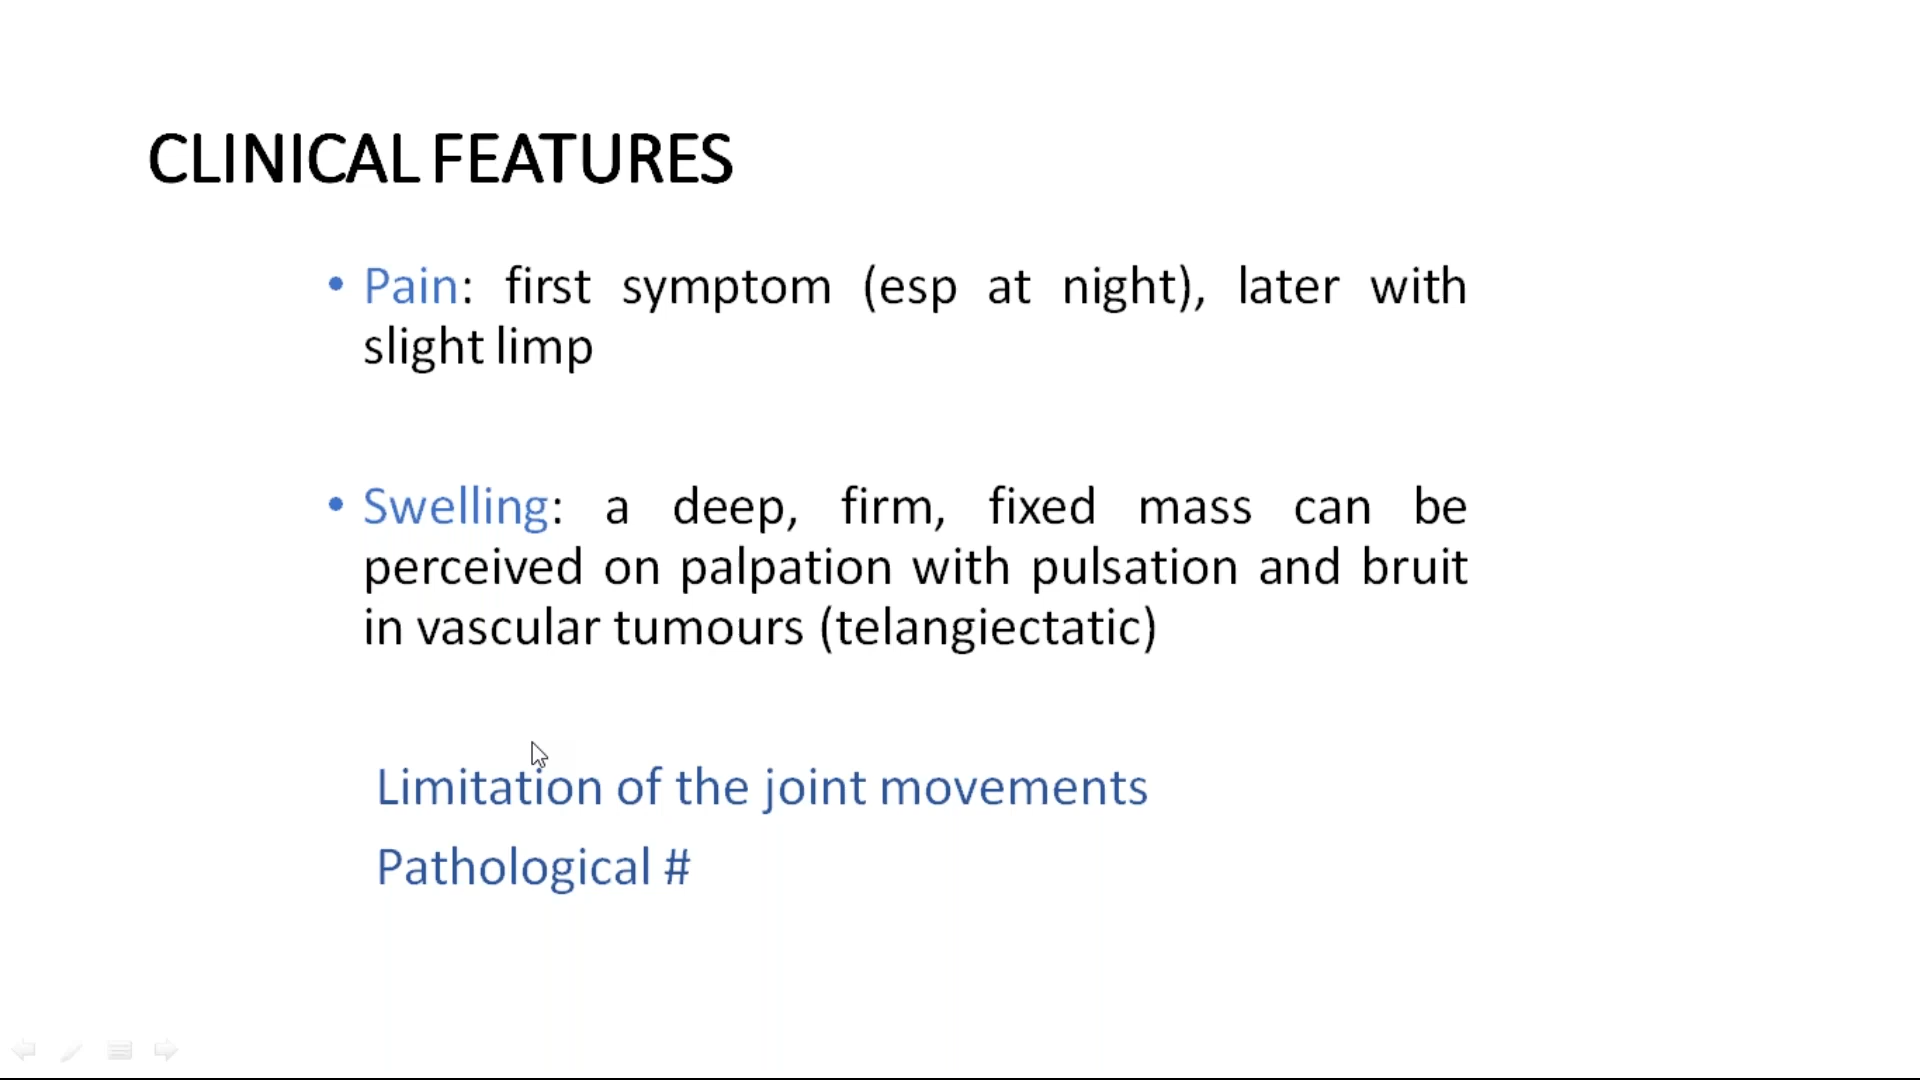 CLINICAL FEATURES
• Pain: first symptom (esp at night), later with
slight limp
• Swelling: a deep, firm, fixed mass can be
perceived on palpation with pulsation and bruit
in vascular tumours (telangiectatic)
Limitation of the joint movements
Pathological #